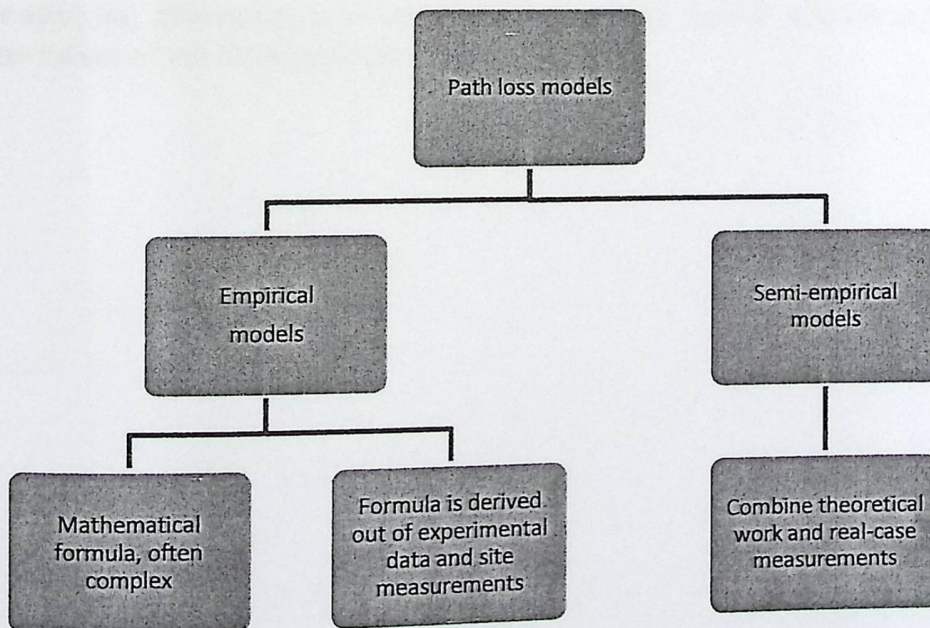 Path loss models
Empirical
models
Semi-empirical
models
Mathematical
formula, often
complex
Formula is derived
out of experimental
data and site
measurements
Combine theoretical
work and real-case
measurements